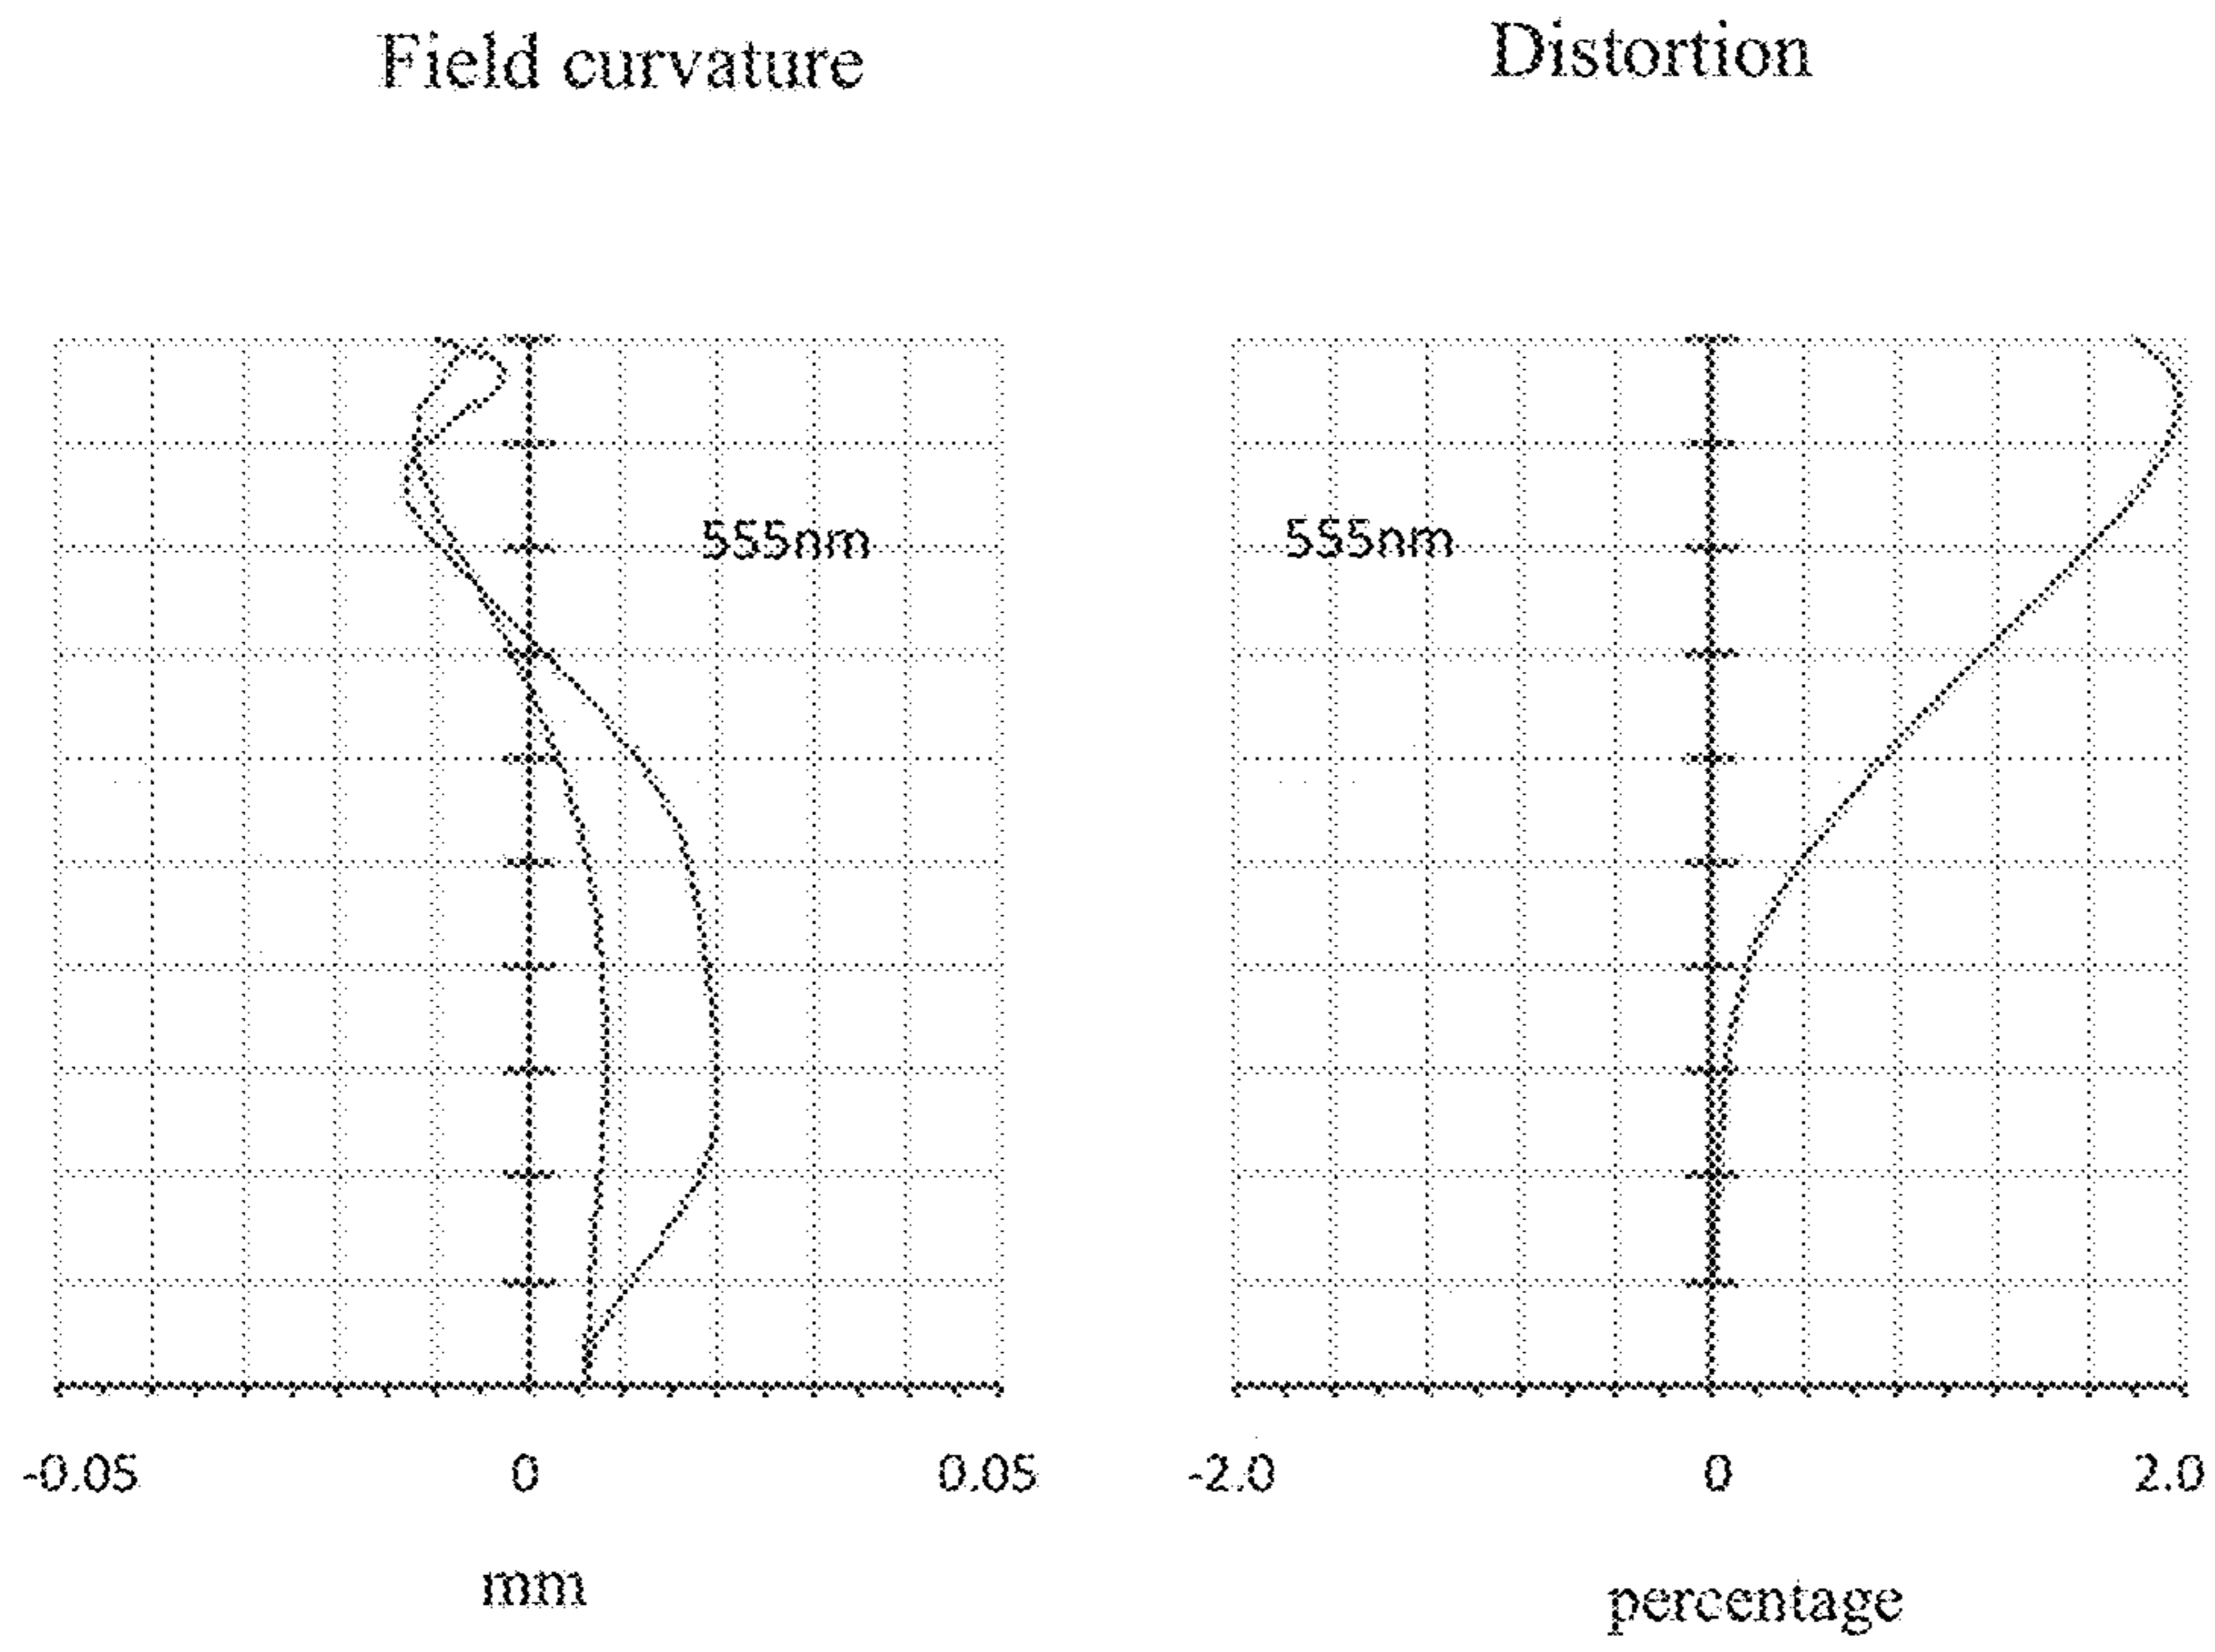 Field curvature
Distortion
555nm
555nm
-0.05 0 0.05
-2.0 0 2.0
mm
percentage